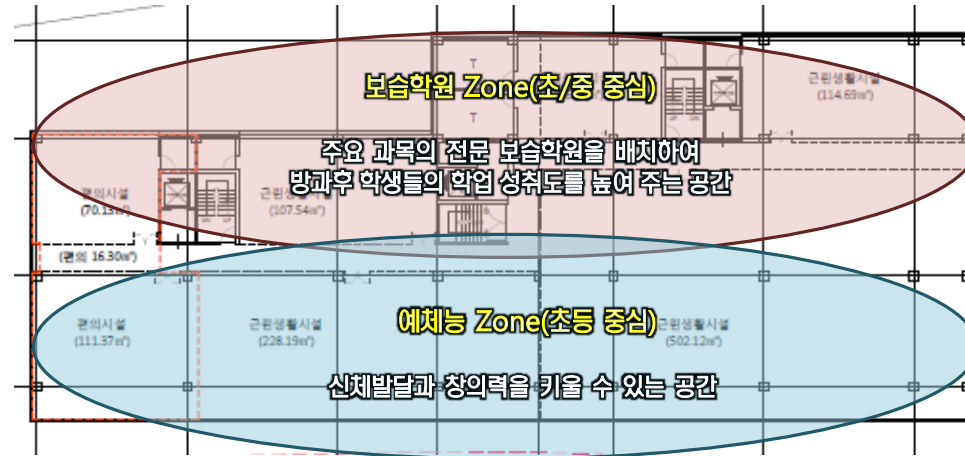 보습학원 Zone(초/중 중심)
근린생활시설
(114.69㎡)
주요 과목의 전문 보습학원을 배치하여
방과후 학생들의 학업 성취도를 높여 주는 공간
편의시설
(70.13㎡)
근린생활시설
(107.54㎡)
(편의 16.30㎡)
예체능 Zone(초등 중심)
편의시설
(111.37㎡)
근린생활시설
(228.19㎡)
근린생활시설
(502.12㎡)
신체발달과 창의력을 키울 수 있는 공간